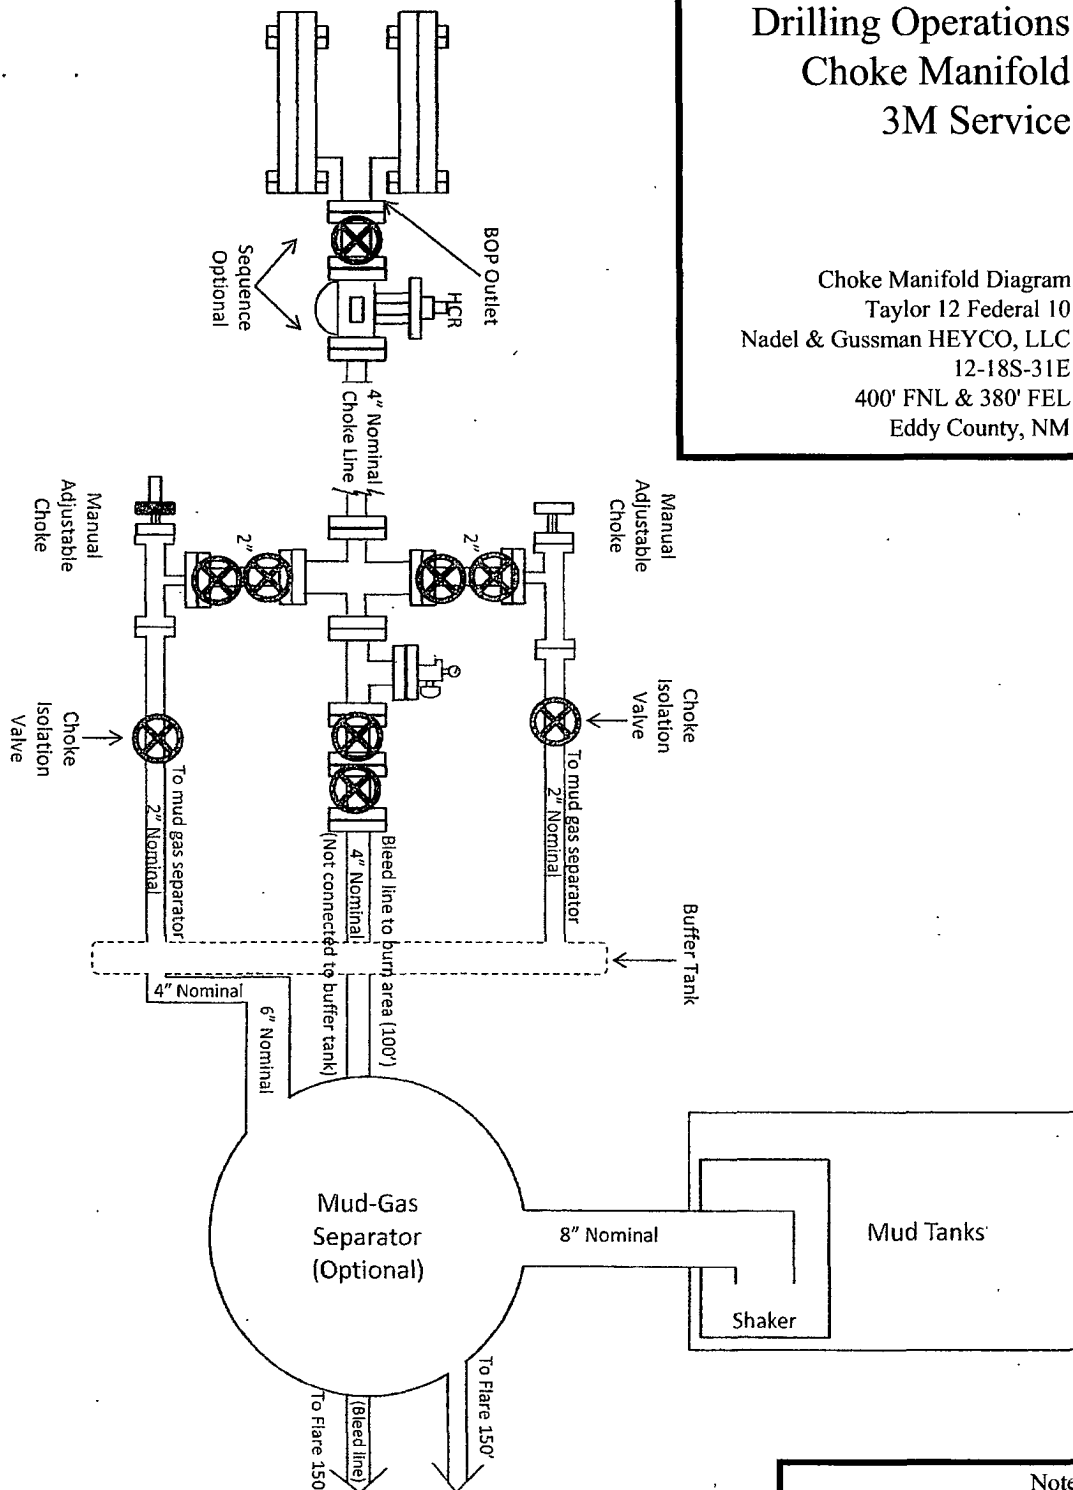 Drilling Operations
Choke Manifold
3M Service
Choke Manifold Diagram
Taylor 12 Federal 10
Nadel & Gussman HEYCO, LLC
12-18S-31E
400' FNL & 380' FEL
Eddy County, NM
BOP Outlet
HCR
Sequence
Optional
4" Nominal
Choke Line
Manual
Adjustable
Choke
2"
2"
Manual
Adjustable
Choke
Choke
Isolation
Valve
Choke
Isolation
Valve
To mud gas separator
2" Nominal
Bleed line to burn area (100')
4" Nominal
(Not connected to buffer tank)
To mud gas separator
2" Nominal
Buffer Tank
4" Nominal
6" Nominal
Mud-Gas
Separator
(Optional)
8" Nominal
Mud Tanks
Shaker
To Flare 150'
(Bleed line)
To Flare 150
Note